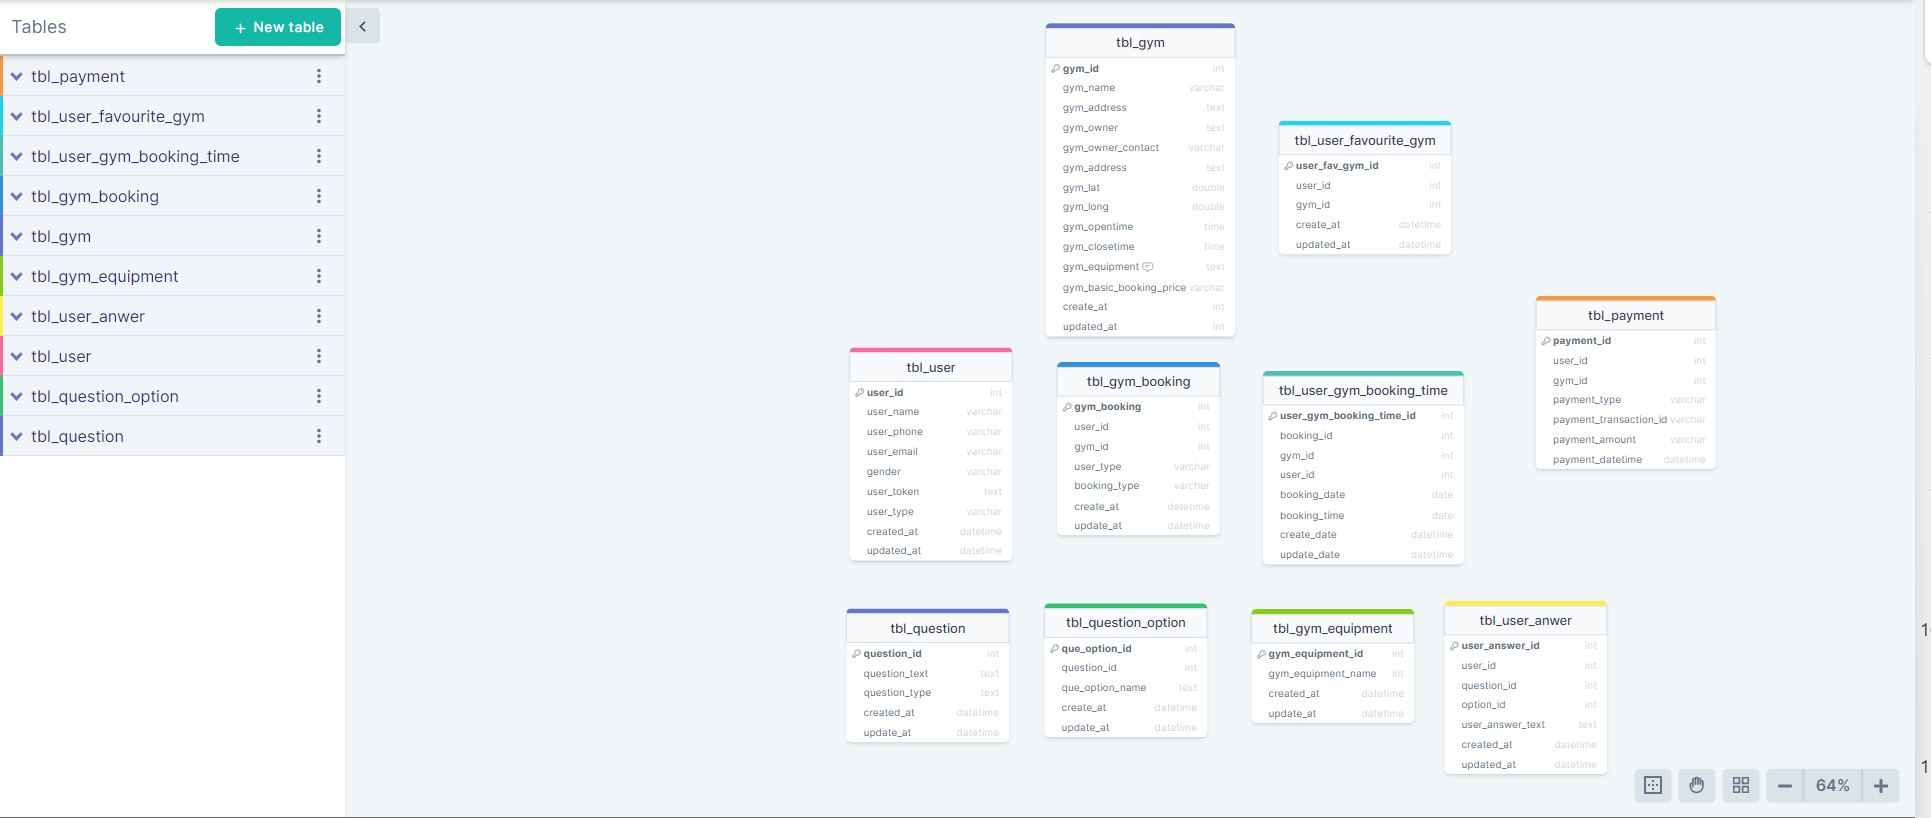 Tables
+ New table
tbl_payment
tbl_user_favourite_gym
tbl_user_gym_booking_time
tbl_gym_booking
tbl_gym
tbl_gym_equipment
tbl_user_anwer
tbl_user
tbl_question_option
tbl_question
tbl_gym
gym_id int
gym_name varchar
gym_address text
gym_owner text
gym_owner_contact varchar
gym_address text
gym_lat double
gym_long double
gym_opentime time
gym_closetime time
gym_equipment text
gym_basic_booking_price varchar
create_at int
updated_at int
tbl_user_favourite_gym
user_fav_gym_id int
user_id int
gym_id int
create_at datetime
updated_at datetime
tbl_payment
payment_id int
user_id int
gym_id int
payment_type varchar
payment_transaction_id varchar
payment_amount varchar
payment_datetime datetime
tbl_user
user_id int
user_name varchar
user_phone varchar
user_email varchar
gender varchar
user_token text
user_type varchar
created_at datetime
updated_at datetime
tbl_gym_booking
gym_booking int
user_id int
gym_id int
user_type varchar
booking_type varchar
create_at datetime
update_at datetime
tbl_user_gym_booking_time
user_gym_booking_time_id int
booking_id int
gym_id int
user_id int
booking_date date
booking_time date
create_date datetime
update_date datetime
tbl_question
question_id int
question_text text
question_type text
created_at datetime
update_at datetime
tbl_question_option
que_option_id int
question_id int
que_option_name text
create_at datetime
update_at datetime
tbl_gym_equipment
gym_equipment_id int
gym_equipment_name int
created_at datetime
update_at datetime
tbl_user_anwer
user_answer_id int
user_id int
question_id int
option_id int
user_answer_text text
created_at datetime
updated_at datetime
64%